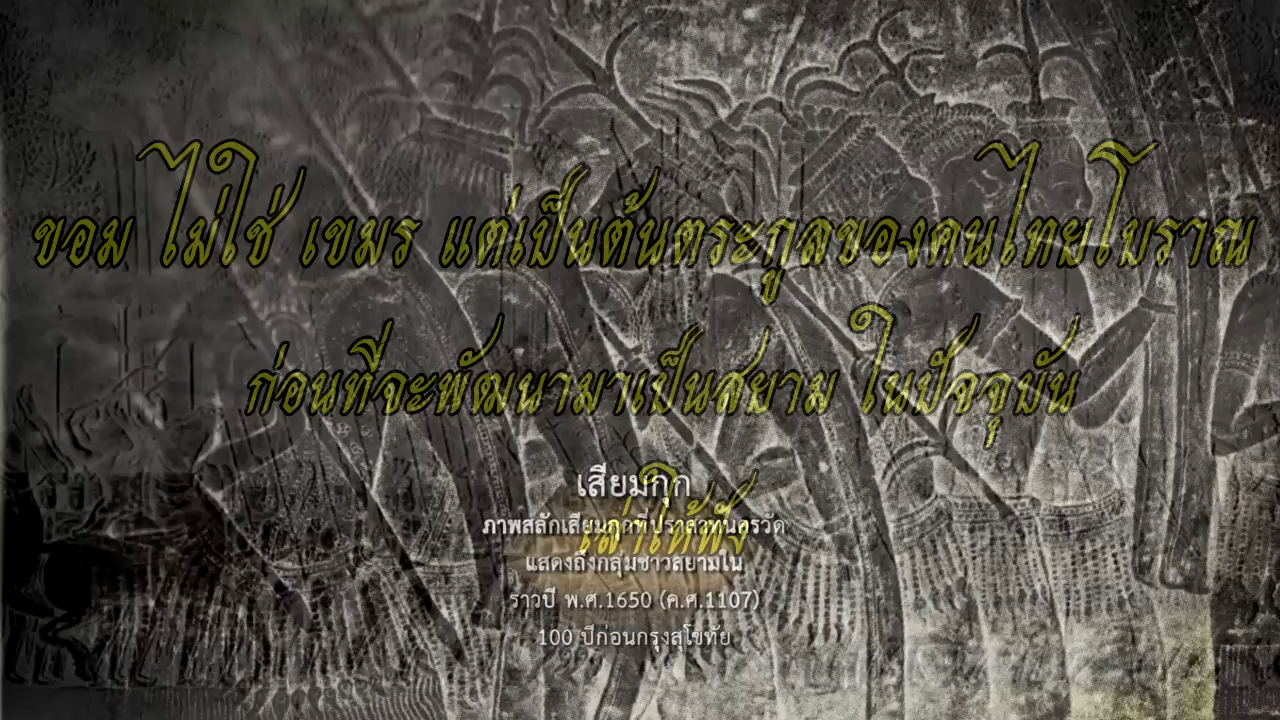 ขอม ไม่ใช่ เขมร แต่เป็นต้นตระกูลของคนไทยโบราณ
ก่อนที่จะพัฒนามาเป็นสยาม ในปัจจุบัน
เสียมกุก
เล่าให้ฟัง
ภาพสลักเสียมกุกที่ปราสาทนครวัด
แสดงถึงกลุ่มชาวสยามใน
ราวปี พ.ศ.1650 (ค.ศ.1107)
100 ปีก่อนกรุงสุโขทัย